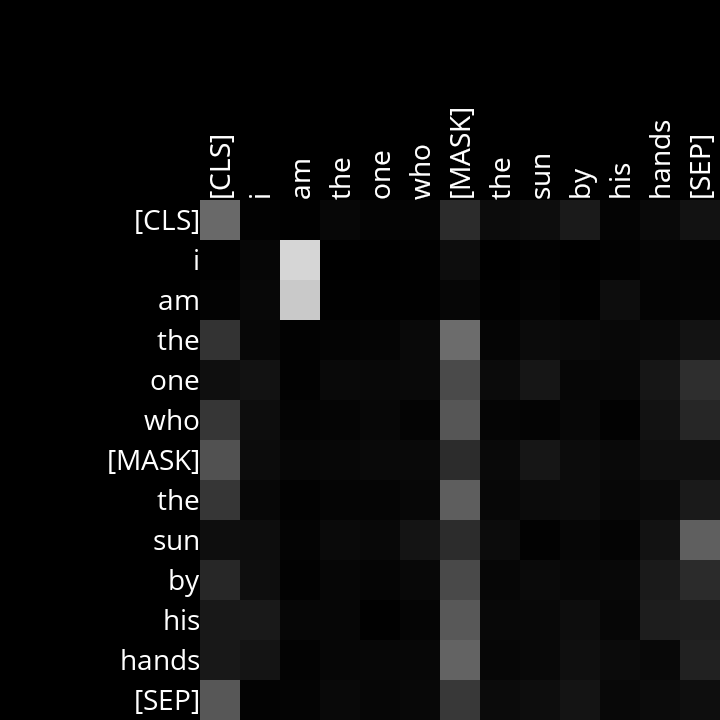 [CLS] i am the one who [MASK] the sun by his hands [SEP]
[CLS]
i
am
the
one
who
[MASK]
the
sun
by
his
hands
[SEP]